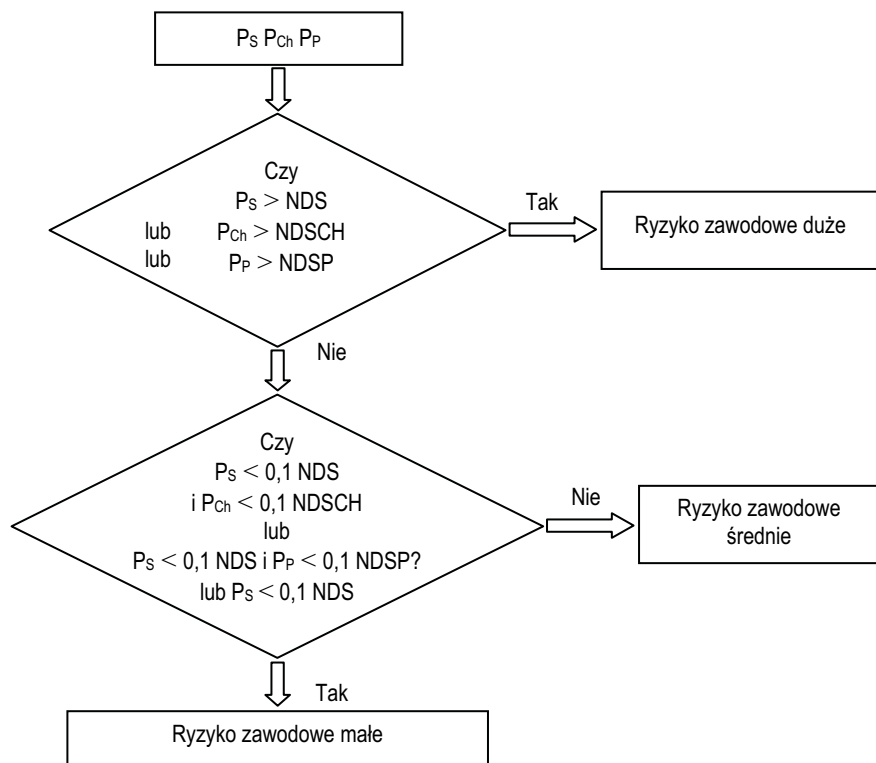 PS PCh PP
Czy
PS > NDS
lub PCh > NDSCH
lub PP > NDSP
Tak
Ryzyko zawodowe duże
Nie
Czy
PS < 0,1 NDS
i PCh < 0,1 NDSCH
lub
PS < 0,1 NDS i PP < 0,1 NDSP?
lub PS < 0,1 NDS
Nie
Ryzyko zawodowe
średnie
Tak
Ryzyko zawodowe małe